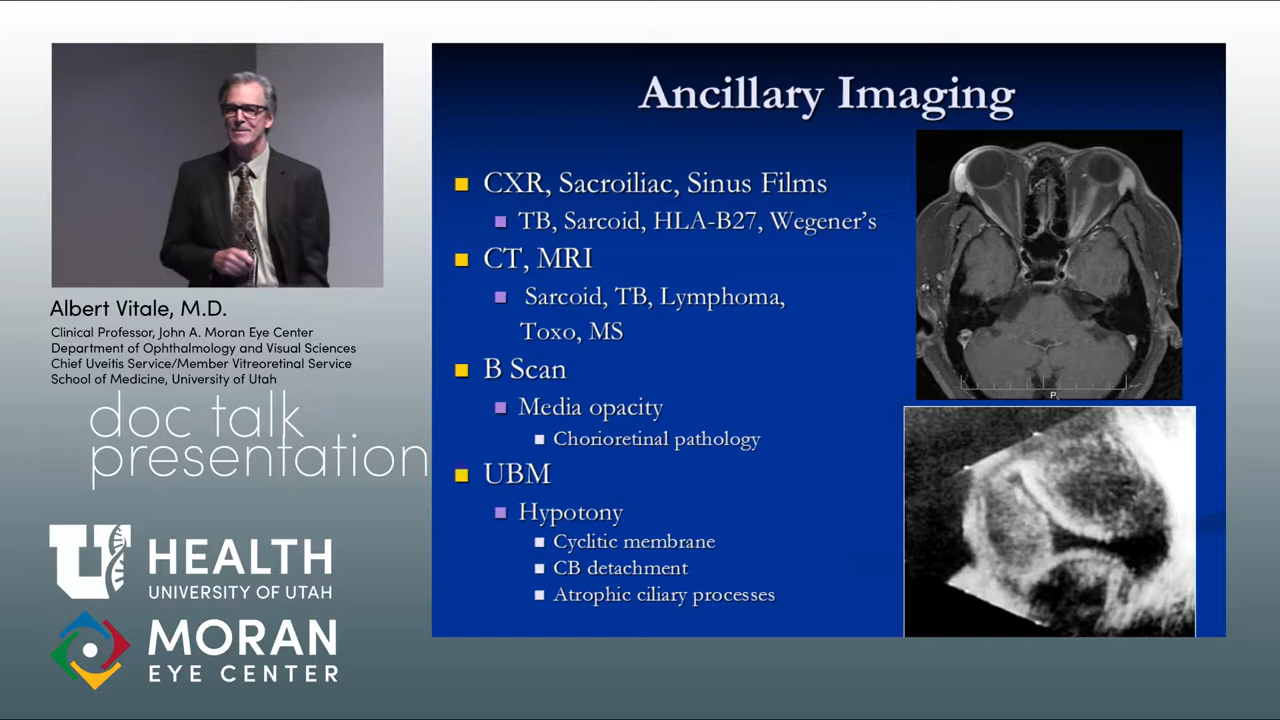 Albert Vitale, M.D.
Clinical Professor, John A. Moran Eye Center
Department of Ophthalmology and Visual Sciences
Chief Uveitis Service/Member Vitreoretinal Service
School of Medicine, University of Utah
doc talk
presentation
U HEALTH
UNIVERSITY OF UTAH
MORAN
EYE CENTER
Ancillary Imaging
CXR, Sacroiliac, Sinus Films
TB, Sarcoid, HLA-B27, Wegener's
CT, MRI
Sarcoid, TB, Lymphoma,
Toxo, MS
B Scan
Media opacity
Chorioretinal pathology
UBM
Hypotony
Cyclitic membrane
CB detachment
Atrophic ciliary processes
P